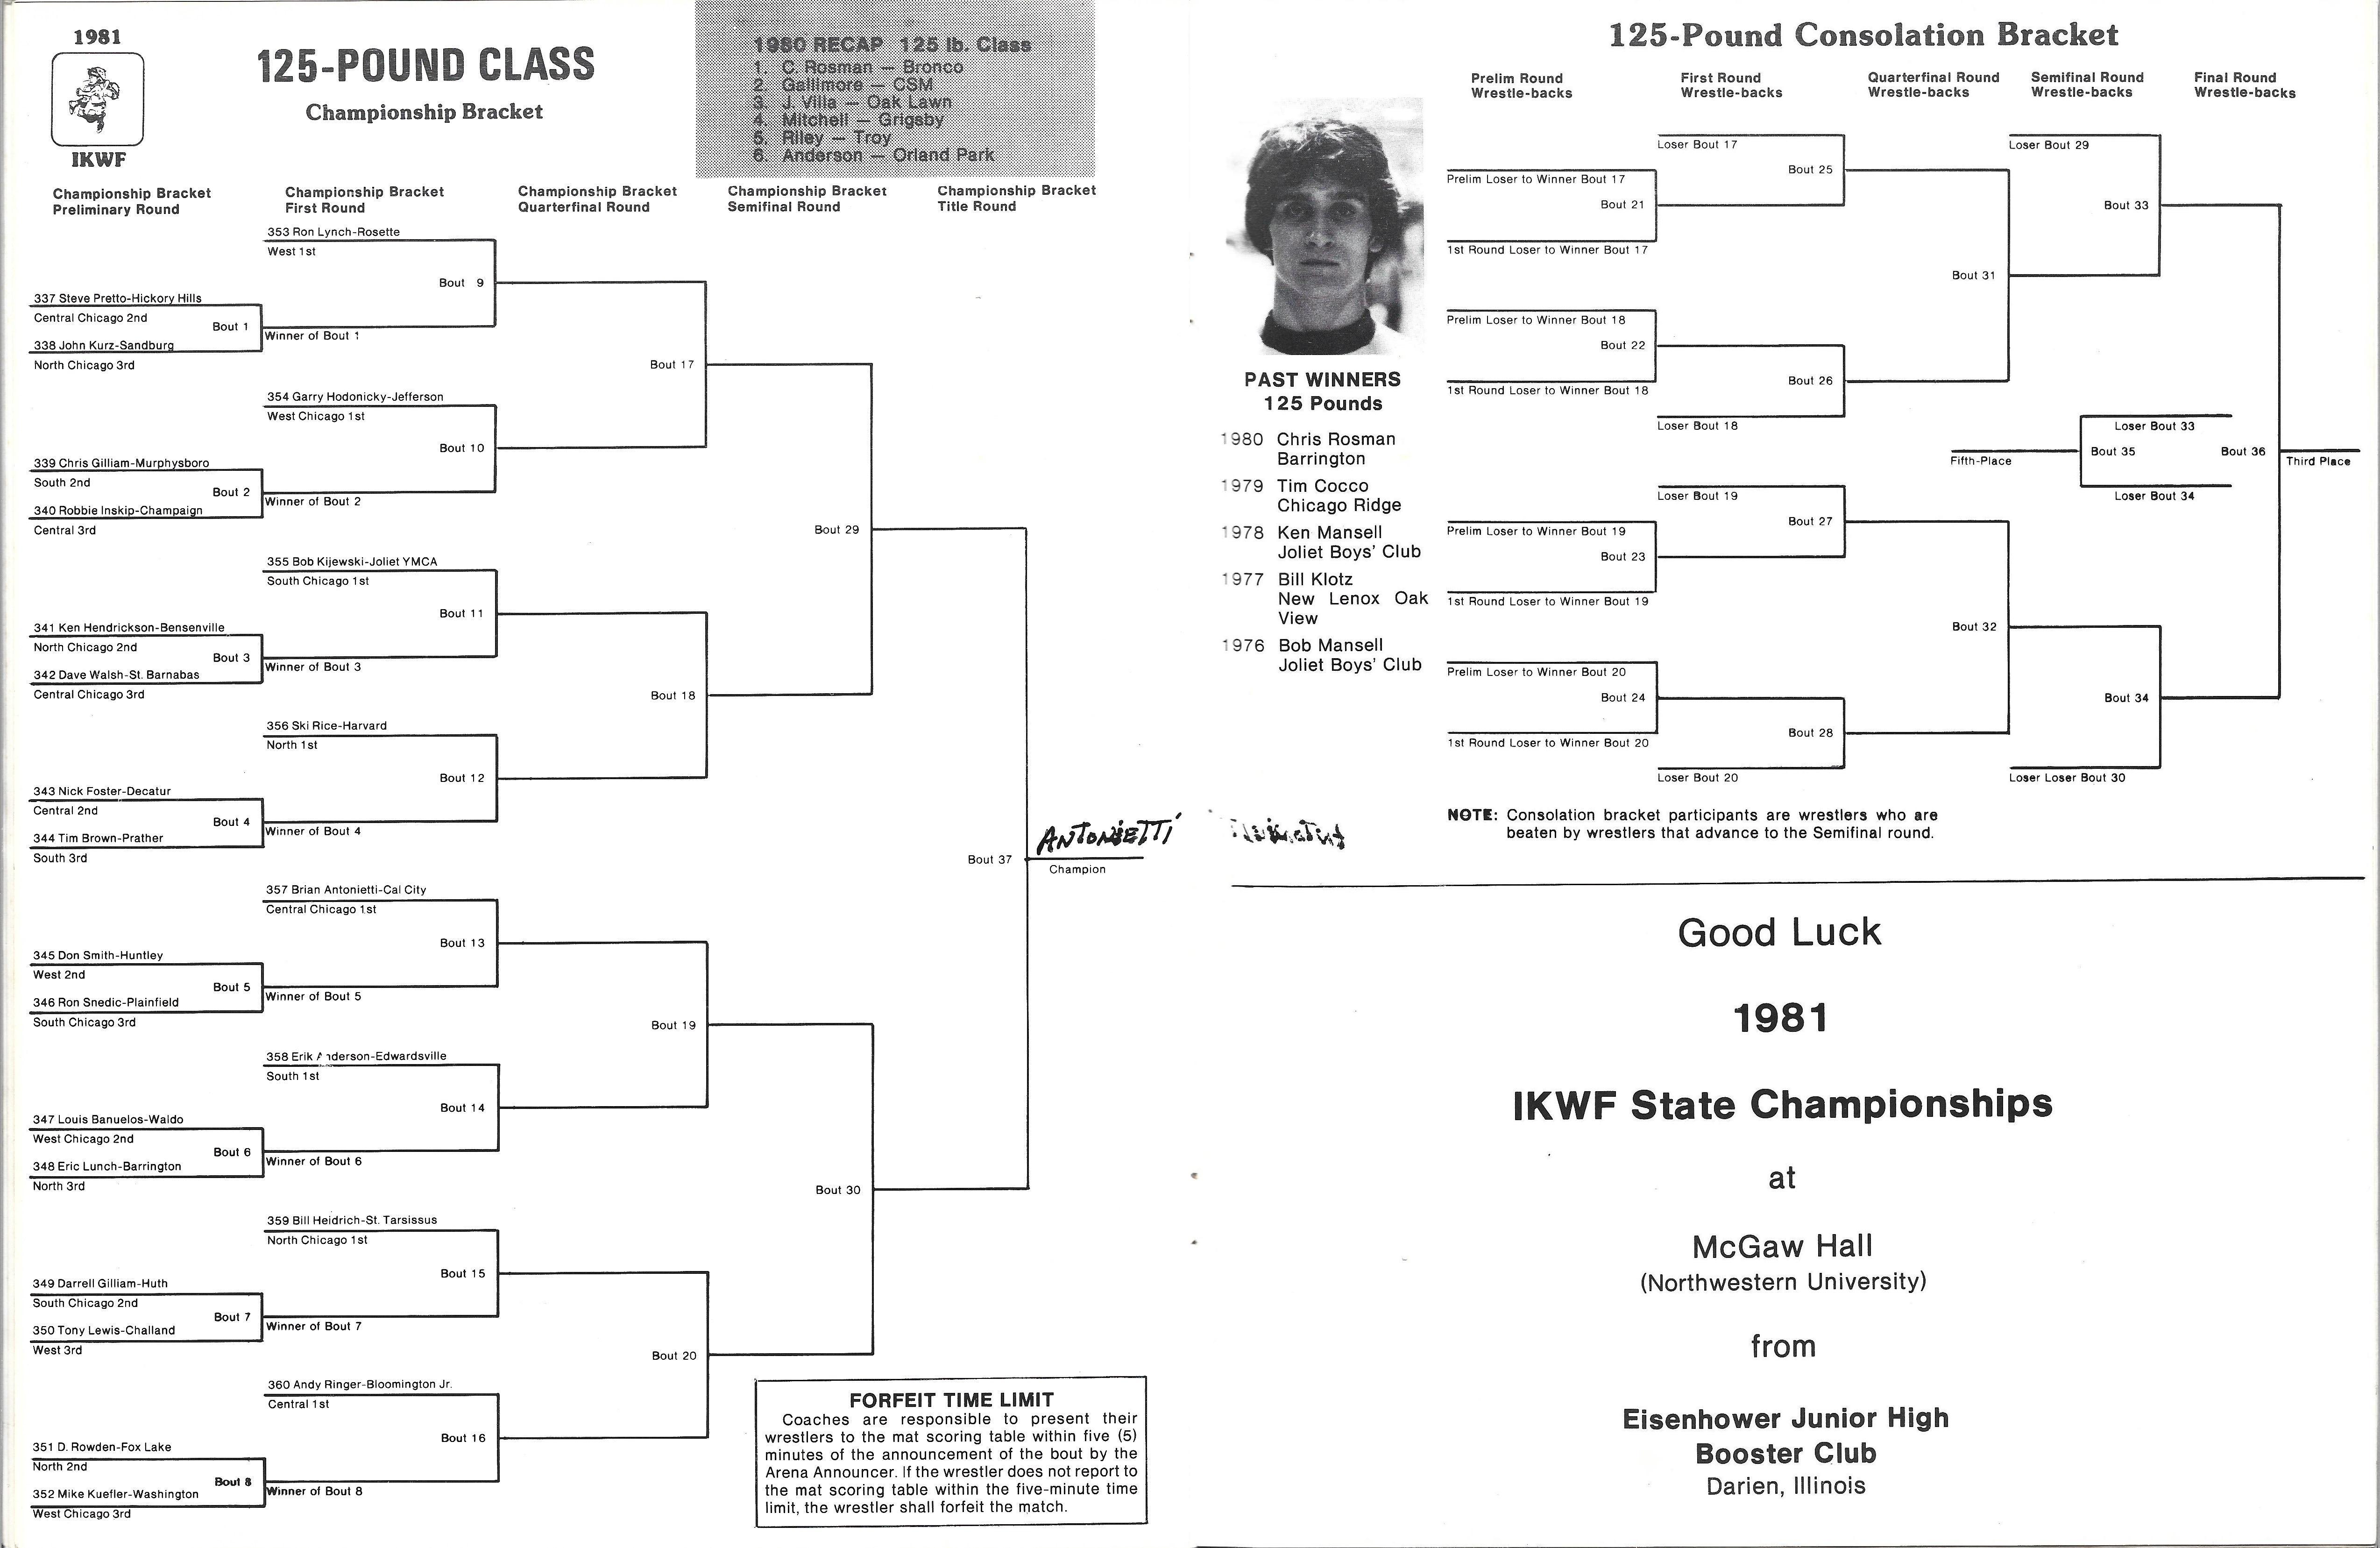 1981
IKWF
125-POUND CLASS
Championship Bracket
1980 RECAP 125 lb. Class
1. C. Rosman — Bronco
2. Gallimore — CSM
3. J. Villa — Oak Lawn
4. Mitchell — Grigsby
5. Riley — Troy
6. Anderson — Orland Park
Championship Bracket
Preliminary Round
Championship Bracket
First Round
Championship Bracket
Quarterfinal Round
Championship Bracket
Semifinal Round
Championship Bracket
Title Round
353 Ron Lynch-Rosette
West 1st
Bout 9
337 Steve Pretto-Hickory Hills
Central Chicago 2nd
Bout 1
Winner of Bout 1
338 John Kurz-Sandburg
North Chicago 3rd
Bout 17
354 Garry Hodonicky-Jefferson
West Chicago 1st
Bout 10
339 Chris Gilliam-Murphysboro
South 2nd
Bout 2
Winner of Bout 2
340 Robbie Inskip-Champaign
Central 3rd
Bout 29
355 Bob Kijewski-Joliet YMCA
South Chicago 1st
Bout 11
341 Ken Hendrickson-Bensenville
North Chicago 2nd
Bout 3
Winner of Bout 3
342 Dave Walsh-St. Barnabas
Central Chicago 3rd
Bout 18
356 Ski Rice-Harvard
North 1st
Bout 12
343 Nick Foster-Decatur
Central 2nd
Bout 4
Winner of Bout 4
344 Tim Brown-Prather
South 3rd
Bout 37
ANTONIETTI
Champion
357 Brian Antonietti-Cal City
Central Chicago 1st
Bout 13
345 Don Smith-Huntley
West 2nd
Bout 5
Winner of Bout 5
346 Ron Snedic-Plainfield
South Chicago 3rd
Bout 19
358 Erik Anderson-Edwardsville
South 1st
Bout 14
347 Louis Banuelos-Waldo
West Chicago 2nd
Bout 6
Winner of Bout 6
348 Eric Lunch-Barrington
North 3rd
Bout 30
359 Bill Heidrich-St. Tarsissus
North Chicago 1st
Bout 15
349 Darrell Gilliam-Huth
South Chicago 2nd
Bout 7
Winner of Bout 7
350 Tony Lewis-Challand
West 3rd
Bout 20
360 Andy Ringer-Bloomington Jr.
Central 1st
Bout 16
351 D. Rowden-Fox Lake
North 2nd
Bout 8
Winner of Bout 8
352 Mike Kuefler-Washington
West Chicago 3rd
FORFEIT TIME LIMIT
Coaches are responsible to present their
wrestlers to the mat scoring table within five (5)
minutes of the announcement of the bout by the
Arena Announcer. If the wrestler does not report to
the mat scoring table within the five-minute time
limit, the wrestler shall forfeit the match.
125-Pound Consolation Bracket
Prelim Round
Wrestle-backs
First Round
Wrestle-backs
Quarterfinal Round
Wrestle-backs
Semifinal Round
Wrestle-backs
Final Round
Wrestle-backs
PAST WINNERS
125 Pounds
1980 Chris Rosman
Barrington
1979 Tim Cocco
Chicago Ridge
1978 Ken Mansell
Joliet Boys' Club
1977 Bill Klotz
New Lenox Oak
View
1976 Bob Mansell
Joliet Boys' Club
Loser Bout 17
Bout 25
Prelim Loser to Winner Bout 17
Bout 21
1st Round Loser to Winner Bout 17
Loser Bout 29
Bout 33
Bout 31
Prelim Loser to Winner Bout 18
Bout 22
1st Round Loser to Winner Bout 18
Bout 26
Loser Bout 18
Loser Bout 33
Fifth-Place
Bout 35
Bout 36
Third Place
Loser Bout 34
Loser Bout 19
Bout 27
Prelim Loser to Winner Bout 19
Bout 23
1st Round Loser to Winner Bout 19
Bout 32
Prelim Loser to Winner Bout 20
Bout 24
1st Round Loser to Winner Bout 20
Bout 34
Bout 28
Loser Bout 20
Loser Loser Bout 30
NOTE: Consolation bracket participants are wrestlers who are
beaten by wrestlers that advance to the Semifinal round.
Good Luck
1981
IKWF State Championships
at
McGaw Hall
(Northwestern University)
from
Eisenhower Junior High
Booster Club
Darien, Illinois